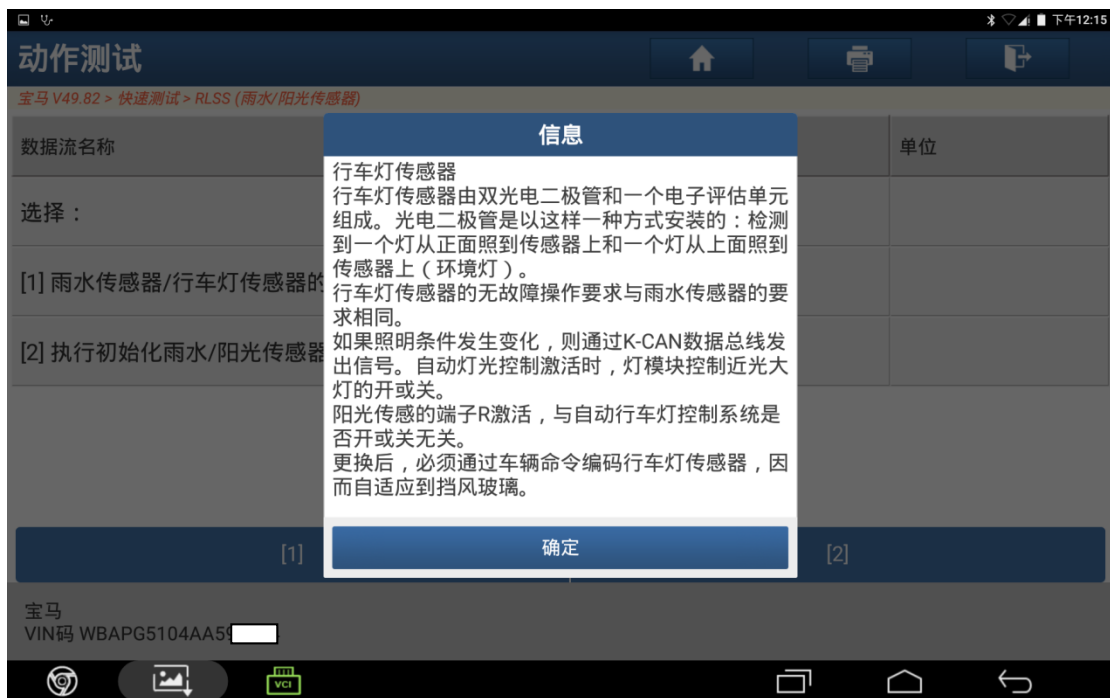 下午12:15
动作测试
宝马 V49.82 > 快速测试 > RLSS (雨水/阳光传感器)
数据流名称
单位
选择：
[1] 雨水传感器/行车灯传感器的
[2] 执行初始化雨水/阳光传感器
信息
行车灯传感器
行车灯传感器由双光电二极管和一个电子评估单元
组成。光电二极管是以这样一种方式安装的：检测
到一个灯从正面照到传感器上和一个灯从上面照到
传感器上（环境灯）。
行车灯传感器的无故障操作要求与雨水传感器的要
求相同。
如果照明条件发生变化，则通过K-CAN数据总线发
出信号。自动灯光控制激活时，灯模块控制近光大
灯的开或关。
阳光传感的端子R激活，与自动行车灯控制系统是
否开或关无关。
更换后，必须通过车辆命令编码行车灯传感器，因
而自适应到挡风玻璃。
确定
[1]
[2]
宝马
VIN码 WBAPG5104AA5
VCI